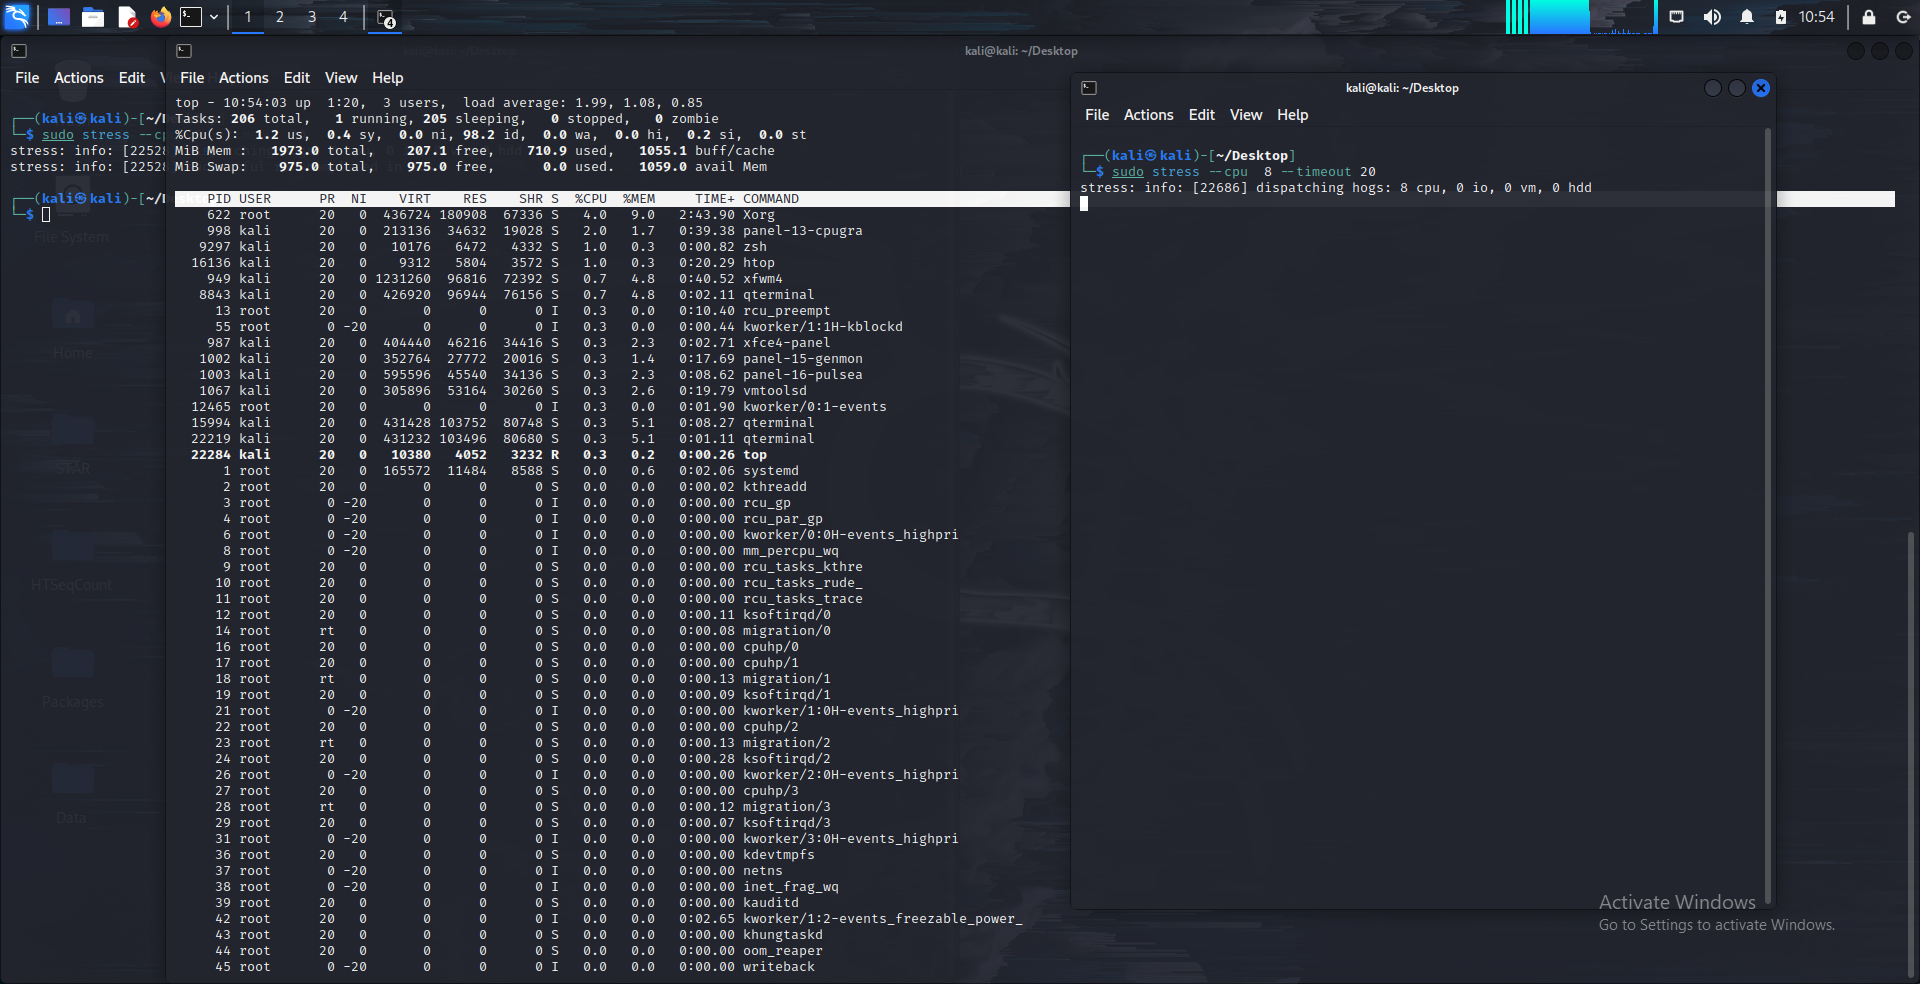 1 2 3 4 4 10:54
kali@kali: ~/Desktop
File Actions Edit
File Actions Edit View Help
┌──(kali㉿kali)-[~/
└─$ sudo stress --cp
stress: info: [22528
stress: info: [22528
┌──(kali㉿kali)-[~/
└─$
File System
Home
STAR
HTSeqCount
Packages
Data
top - 10:54:03 up  1:20,  3 users,  load average: 1.99, 1.08, 0.85
Tasks: 206 total,   1 running, 205 sleeping,   0 stopped,   0 zombie
%Cpu(s):  1.2 us,  0.4 sy,  0.0 ni, 98.2 id,  0.0 wa,  0.0 hi,  0.2 si,  0.0 st
MiB Mem :   1973.0 total,    207.1 free,    710.9 used,   1055.1 buff/cache
MiB Swap:    975.0 total,    975.0 free,      0.0 used.   1059.0 avail Mem
PID USER      PR  NI    VIRT    RES    SHR S  %CPU  %MEM     TIME+ COMMAND
622 root      20   0  436724 180908  67336 S   4.0   9.0   2:43.90 Xorg
998 kali      20   0  213136  34632  19028 S   2.0   1.7   0:39.38 panel-13-cpugra
9297 kali      20   0   10176   6472   4332 S   1.0   0.3   0:00.82 zsh
16136 kali      20   0    9312   5804   3572 S   1.0   0.3   0:20.29 htop
949 kali      20   0 1231260  96816  72392 S   0.7   4.8   0:40.52 xfwm4
8843 kali      20   0  426920  96944  76156 S   0.7   4.8   0:02.11 qterminal
13 root      20   0       0      0      0 I   0.3   0.0   0:10.40 rcu_preempt
55 root       0 -20       0      0      0 I   0.3   0.0   0:00.44 kworker/1:1H-kblockd
987 kali      20   0  404440  46216  34416 S   0.3   2.3   0:02.71 xfce4-panel
1002 kali      20   0  352764  27772  20016 S   0.3   1.4   0:17.69 panel-15-genmon
1003 kali      20   0  595596  45540  34136 S   0.3   2.3   0:08.62 panel-16-pulsea
1067 kali      20   0  305896  53164  30260 S   0.3   2.6   0:19.79 vmtoolsd
12465 root      20   0       0      0      0 I   0.3   0.0   0:01.90 kworker/0:1-events
15994 kali      20   0  431428 103752  80748 S   0.3   5.1   0:08.27 qterminal
22219 kali      20   0  431232 103496  80680 S   0.3   5.1   0:01.11 qterminal
22284 kali      20   0   10380   4052   3232 R   0.3   0.2   0:00.26 top
1 root      20   0  165572  11484   8588 S   0.0   0.6   0:02.06 systemd
2 root      20   0       0      0      0 S   0.0   0.0   0:00.02 kthreadd
3 root       0 -20       0      0      0 I   0.0   0.0   0:00.00 rcu_gp
4 root       0 -20       0      0      0 I   0.0   0.0   0:00.00 rcu_par_gp
6 root       0 -20       0      0      0 I   0.0   0.0   0:00.00 kworker/0:0H-events_highpri
8 root       0 -20       0      0      0 I   0.0   0.0   0:00.00 mm_percpu_wq
9 root      20   0       0      0      0 S   0.0   0.0   0:00.00 rcu_tasks_kthre
10 root      20   0       0      0      0 S   0.0   0.0   0:00.00 rcu_tasks_rude_
11 root      20   0       0      0      0 S   0.0   0.0   0:00.00 rcu_tasks_trace
12 root      20   0       0      0      0 S   0.0   0.0   0:00.11 ksoftirqd/0
14 root      rt   0       0      0      0 S   0.0   0.0   0:00.08 migration/0
16 root      20   0       0      0      0 S   0.0   0.0   0:00.00 cpuhp/0
17 root      20   0       0      0      0 S   0.0   0.0   0:00.00 cpuhp/1
18 root      rt   0       0      0      0 S   0.0   0.0   0:00.13 migration/1
19 root      20   0       0      0      0 S   0.0   0.0   0:00.09 ksoftirqd/1
21 root       0 -20       0      0      0 I   0.0   0.0   0:00.00 kworker/1:0H-events_highpri
22 root      20   0       0      0      0 S   0.0   0.0   0:00.00 cpuhp/2
23 root      rt   0       0      0      0 S   0.0   0.0   0:00.13 migration/2
24 root      20   0       0      0      0 S   0.0   0.0   0:00.28 ksoftirqd/2
26 root       0 -20       0      0      0 I   0.0   0.0   0:00.00 kworker/2:0H-events_highpri
27 root      20   0       0      0      0 S   0.0   0.0   0:00.00 cpuhp/3
28 root      rt   0       0      0      0 S   0.0   0.0   0:00.12 migration/3
29 root      20   0       0      0      0 S   0.0   0.0   0:00.07 ksoftirqd/3
31 root       0 -20       0      0      0 I   0.0   0.0   0:00.00 kworker/3:0H-events_highpri
36 root      20   0       0      0      0 S   0.0   0.0   0:00.00 kdevtmpfs
37 root       0 -20       0      0      0 I   0.0   0.0   0:00.00 netns
38 root       0 -20       0      0      0 I   0.0   0.0   0:00.00 inet_frag_wq
39 root      20   0       0      0      0 S   0.0   0.0   0:00.00 kauditd
42 root      20   0       0      0      0 I   0.0   0.0   0:02.65 kworker/1:2-events_freezable_power_
43 root      20   0       0      0      0 S   0.0   0.0   0:00.00 khungtaskd
44 root      20   0       0      0      0 S   0.0   0.0   0:00.00 oom_reaper
45 root       0 -20       0      0      0 I   0.0   0.0   0:00.00 writeback
kali@kali: ~/Desktop
File Actions Edit View Help
┌──(kali㉿kali)-[~/Desktop]
└─$ sudo stress --cpu  8 --timeout 20
stress: info: [22686] dispatching hogs: 8 cpu, 0 io, 0 vm, 0 hdd
Activate Windows
Go to Settings to activate Windows.